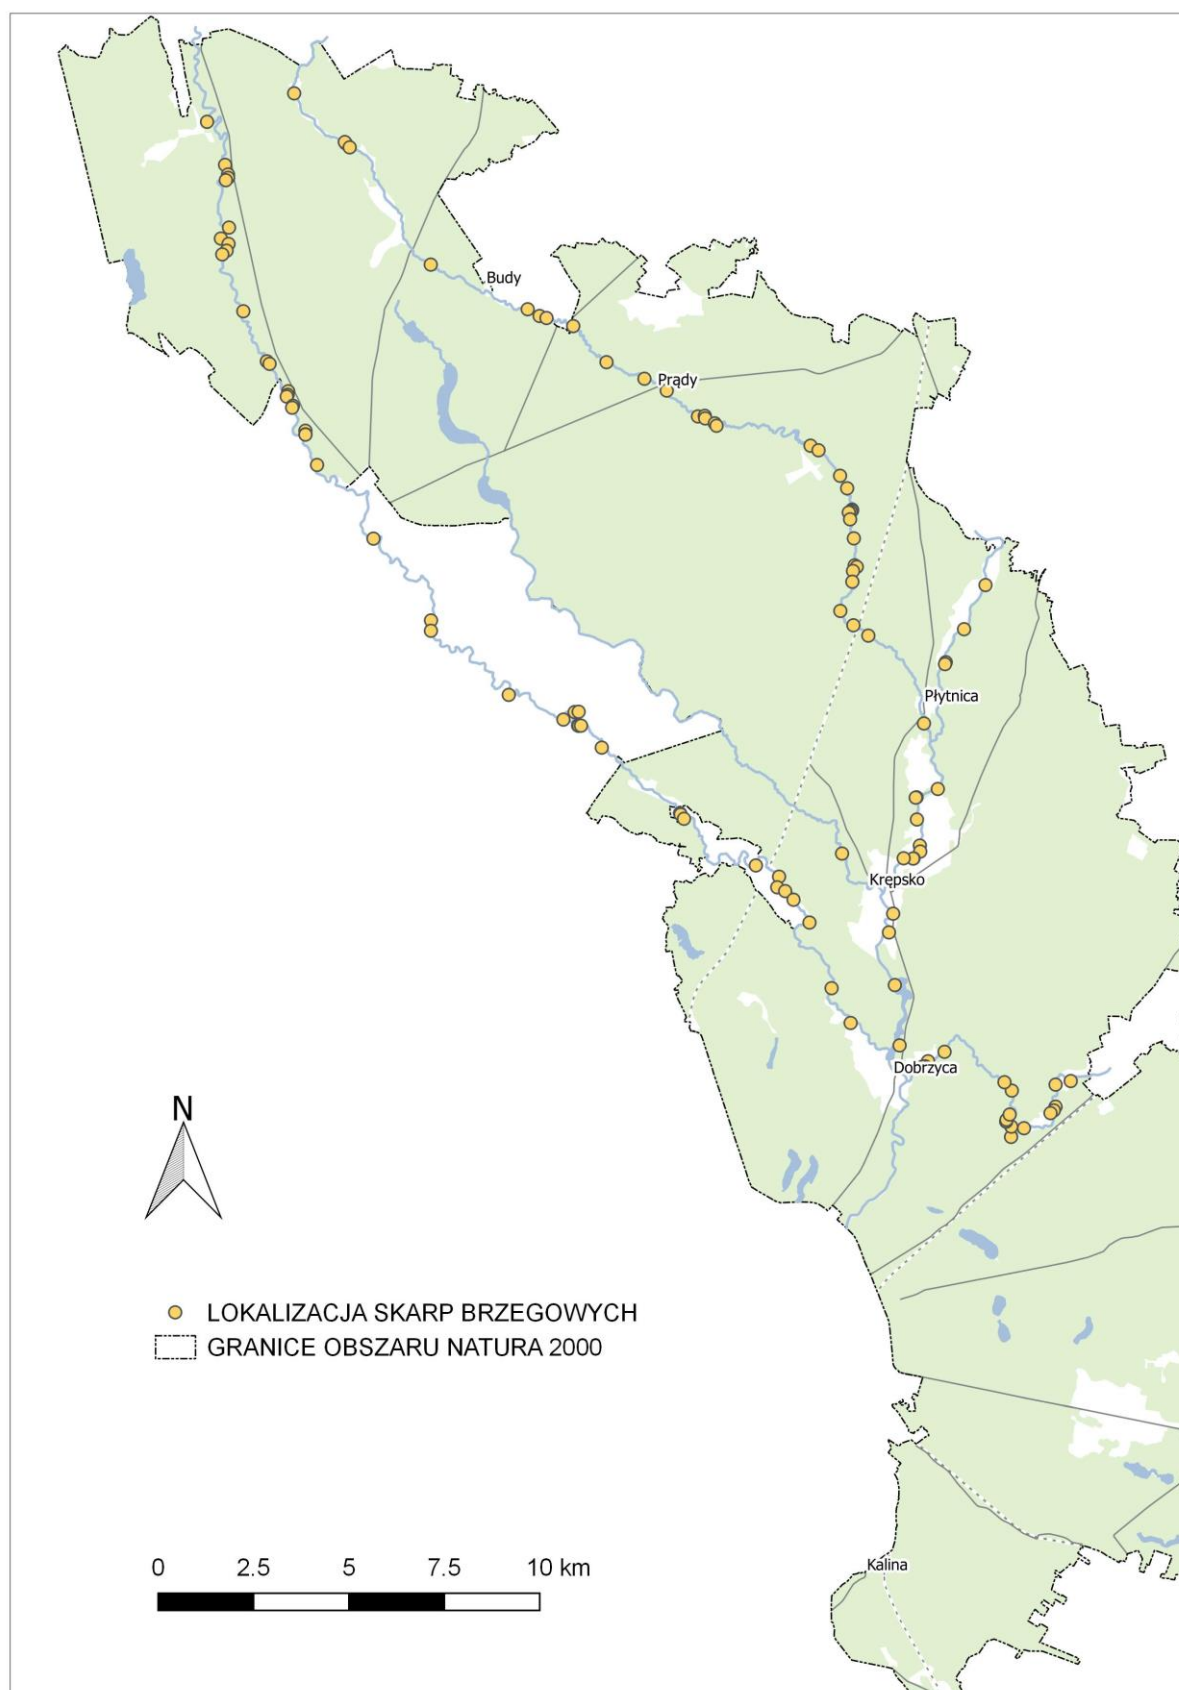 Budy
Prądy
Płytnica
Krępsko
Dobrzyca
N
LOKALIZACJA SKARP BRZEGOWYCH
GRANICE OBSZARU NATURA 2000
0 2.5 5 7.5 10 km
Kalina